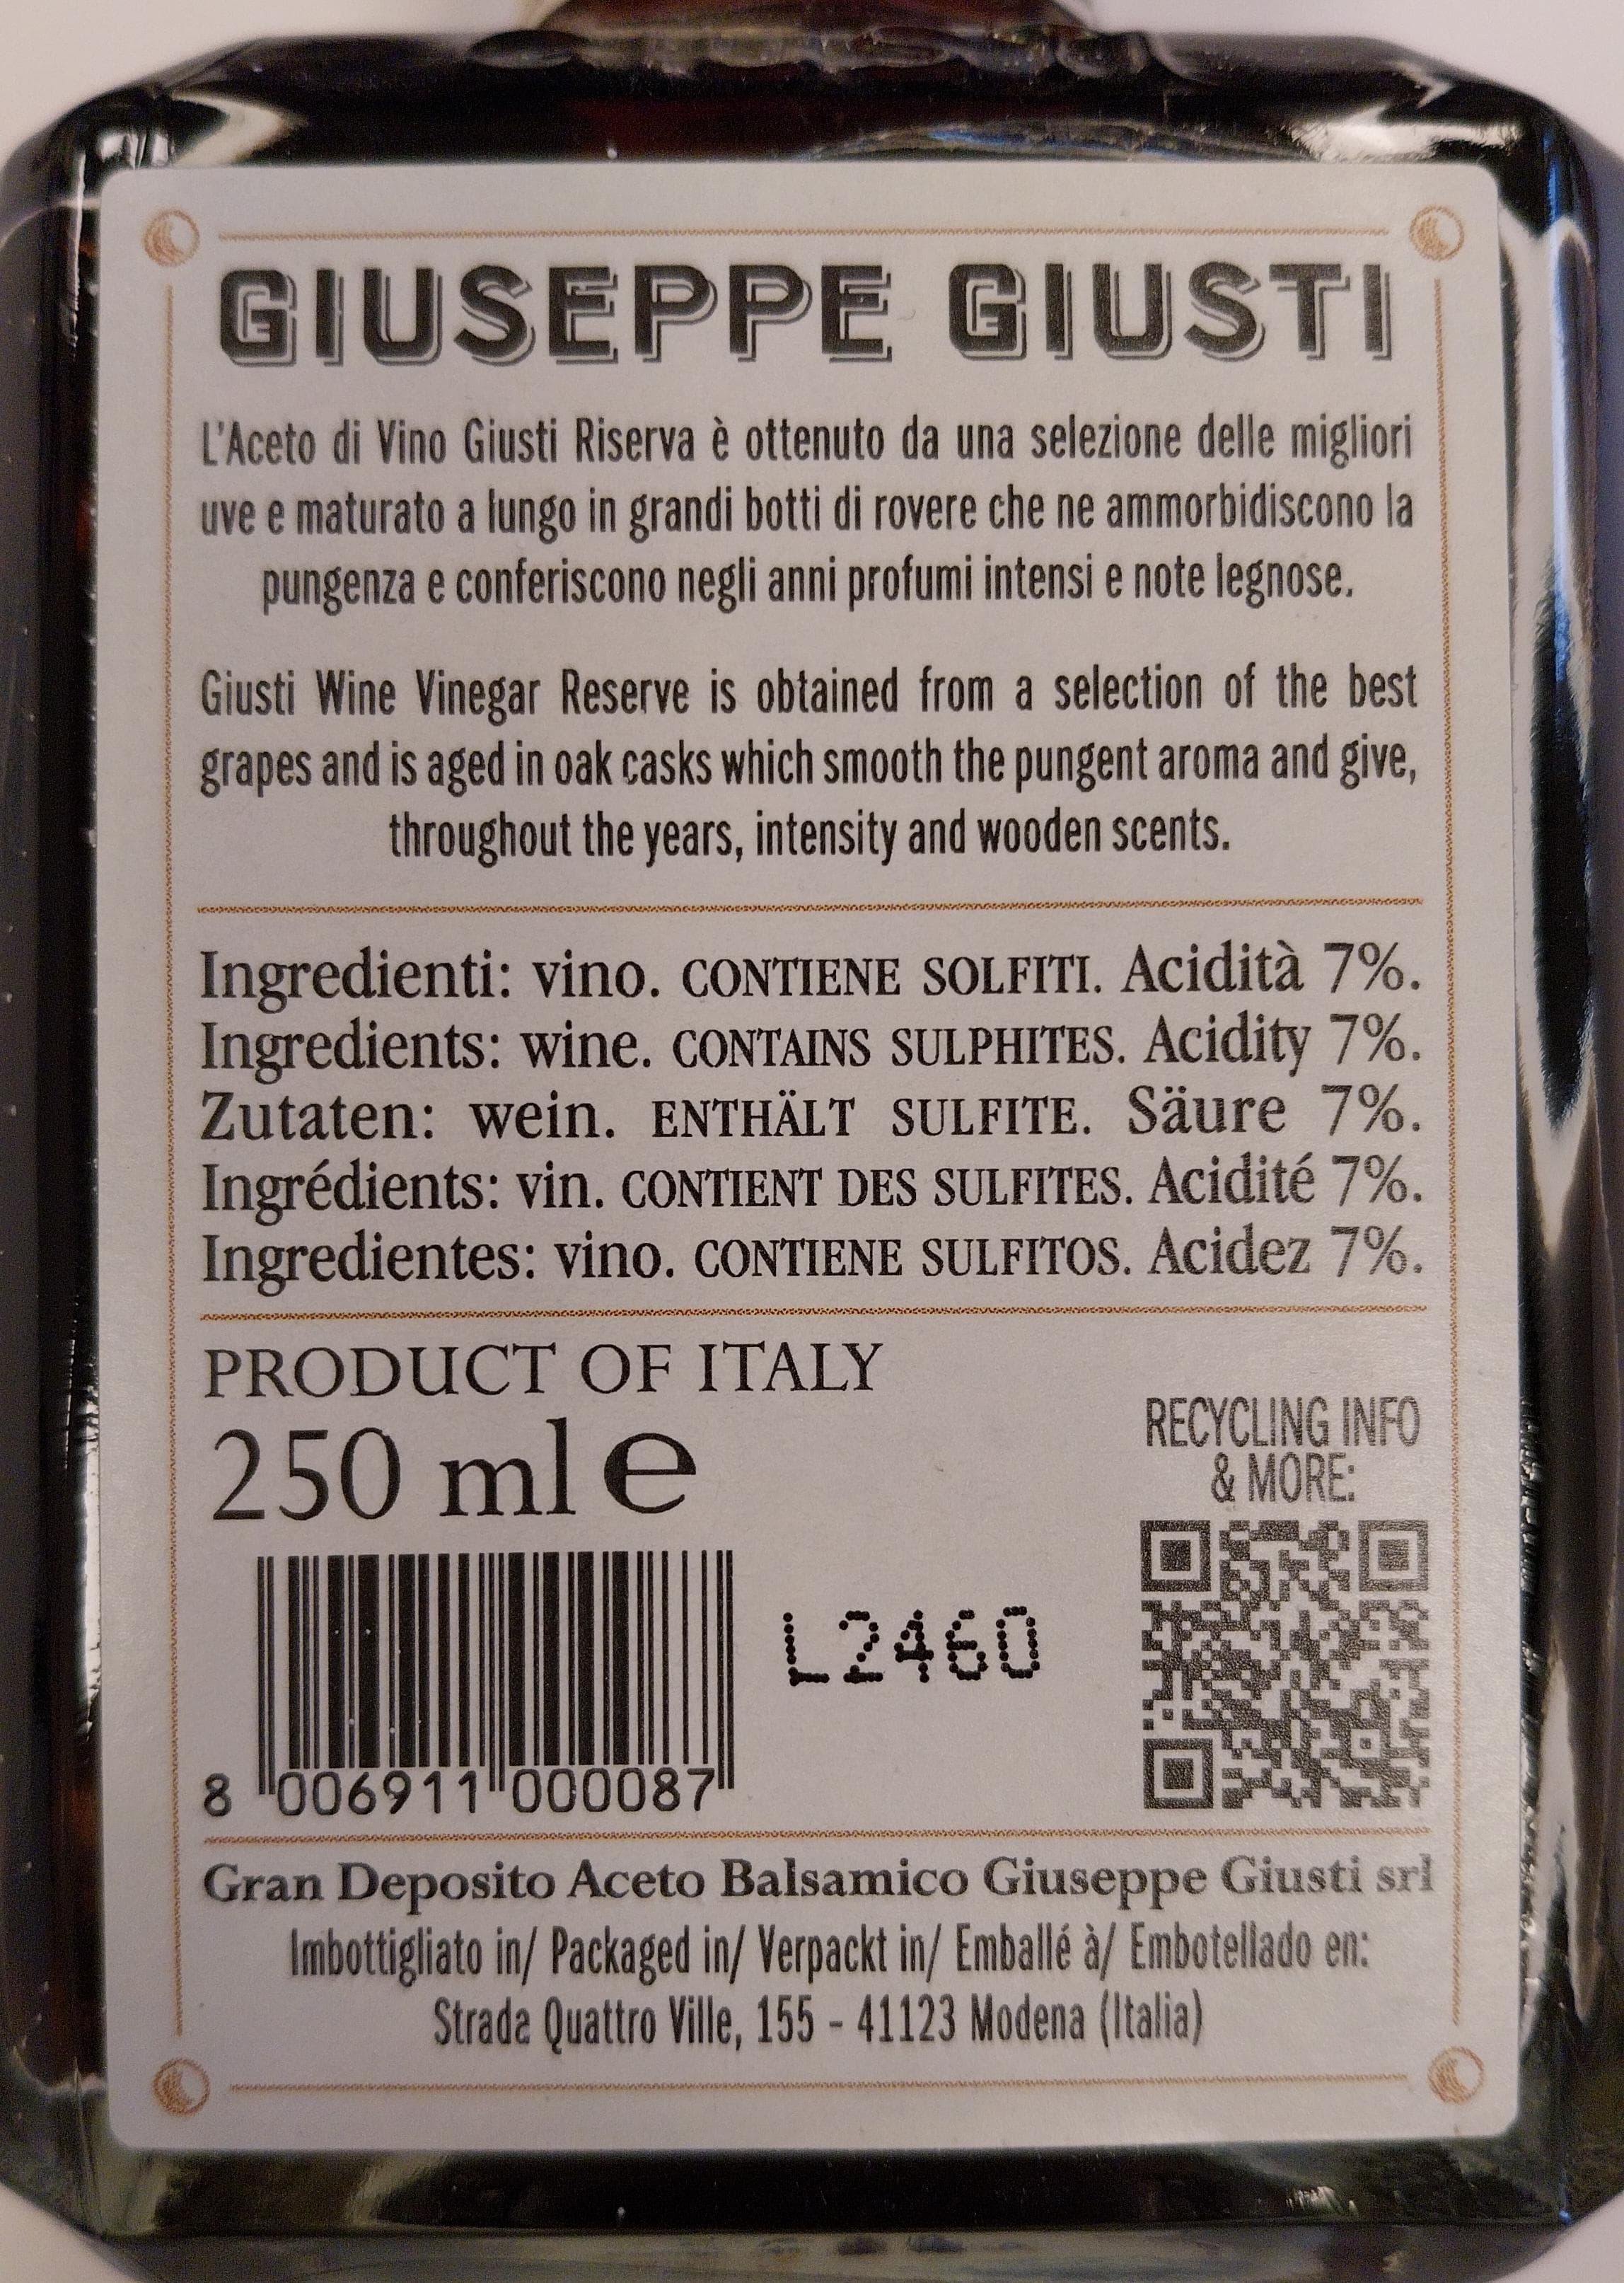 GIUSEPPE GIUSTI
L'Aceto di Vino Giusti Riserva è ottenuto da una selezione delle migliori
uve e maturato a lungo in grandi botti di rovere che ne ammorbidiscono la
pungenza e conferiscono negli anni profumi intensi e note legnose.
Giusti Wine Vinegar Reserve is obtained from a selection of the best
grapes and is aged in oak casks which smooth the pungent aroma and give,
throughout the years, intensity and wooden scents.
Ingredienti: vino. CONTIENE SOLFITI. Acidità 7%.
Ingredients: wine. CONTAINS SULPHITES. Acidity 7%.
Zutaten: wein. ENTHÄLT SULFITE. Säure 7%.
Ingrédients: vin. CONTIENT DES SULFITES. Acidité 7%.
Ingredientes: vino. CONTIENE SULFITOS. Acidez 7%.
PRODUCT OF ITALY
250 ml e
RECYCLING INFO
& MORE:
L2460
8 006911 000087
Gran Deposito Aceto Balsamico Giuseppe Giusti srl
Imbottigliato in/ Packaged in/ Verpackt in/ Emballé à/ Embotellado en:
Strada Quattro Ville, 155 - 41123 Modena (Italia)